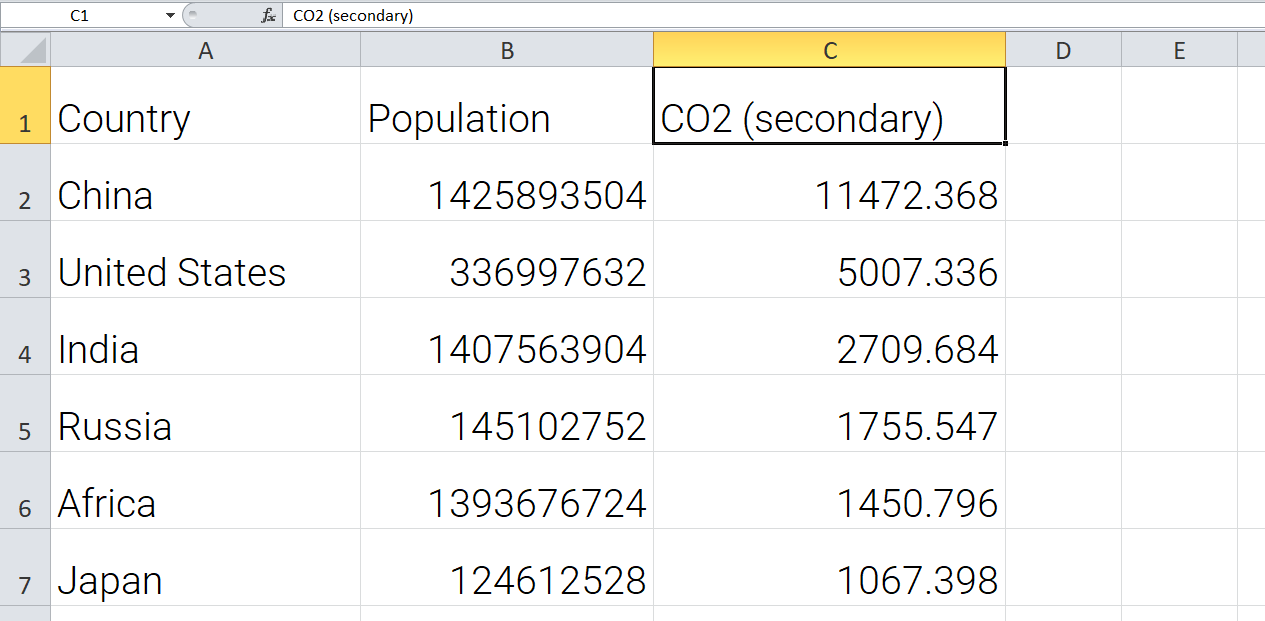 C1 fx CO2 (secondary)
A B C D E
1 Country Population CO2 (secondary)
2 China 1425893504 11472.368
3 United States 336997632 5007.336
4 India 1407563904 2709.684
5 Russia 145102752 1755.547
6 Africa 1393676724 1450.796
7 Japan 124612528 1067.398